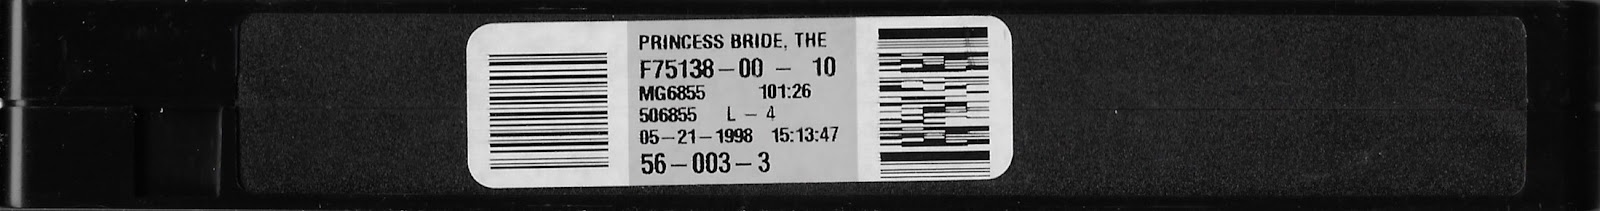 PRINCESS BRIDE, THE
F75138-00 - 10
MG6855 101:26
506855 L - 4
05-21-1998 15:13:47
56-003-3